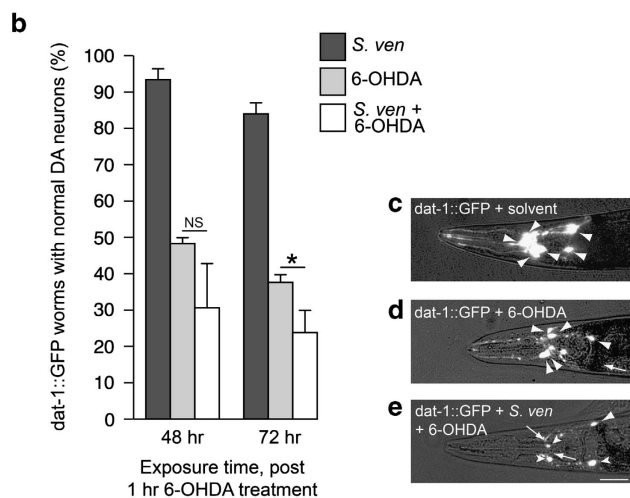 b
dat-1::GFP worms with normal DA neurons (%)
100
90
80
70
60
50
40
30
20
10
0
NS
*
48 hr
72 hr
Exposure time, post
1 hr 6-OHDA treatment
S. ven
6-OHDA
S. ven +
6-OHDA
c
dat-1::GFP + solvent
d
dat-1::GFP + 6-OHDA
e
dat-1::GFP + S. ven
+ 6-OHDA